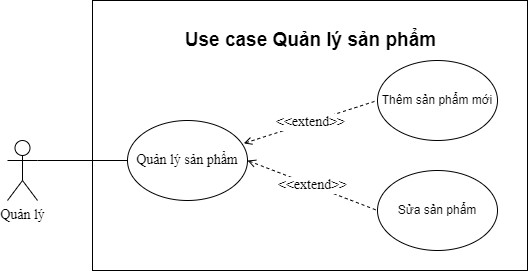 Use case Quản lý sản phẩm
Thêm sản phẩm mới
<<extend>>
Quản lý sản phẩm
<<extend>>
Sửa sản phẩm
Quản lý